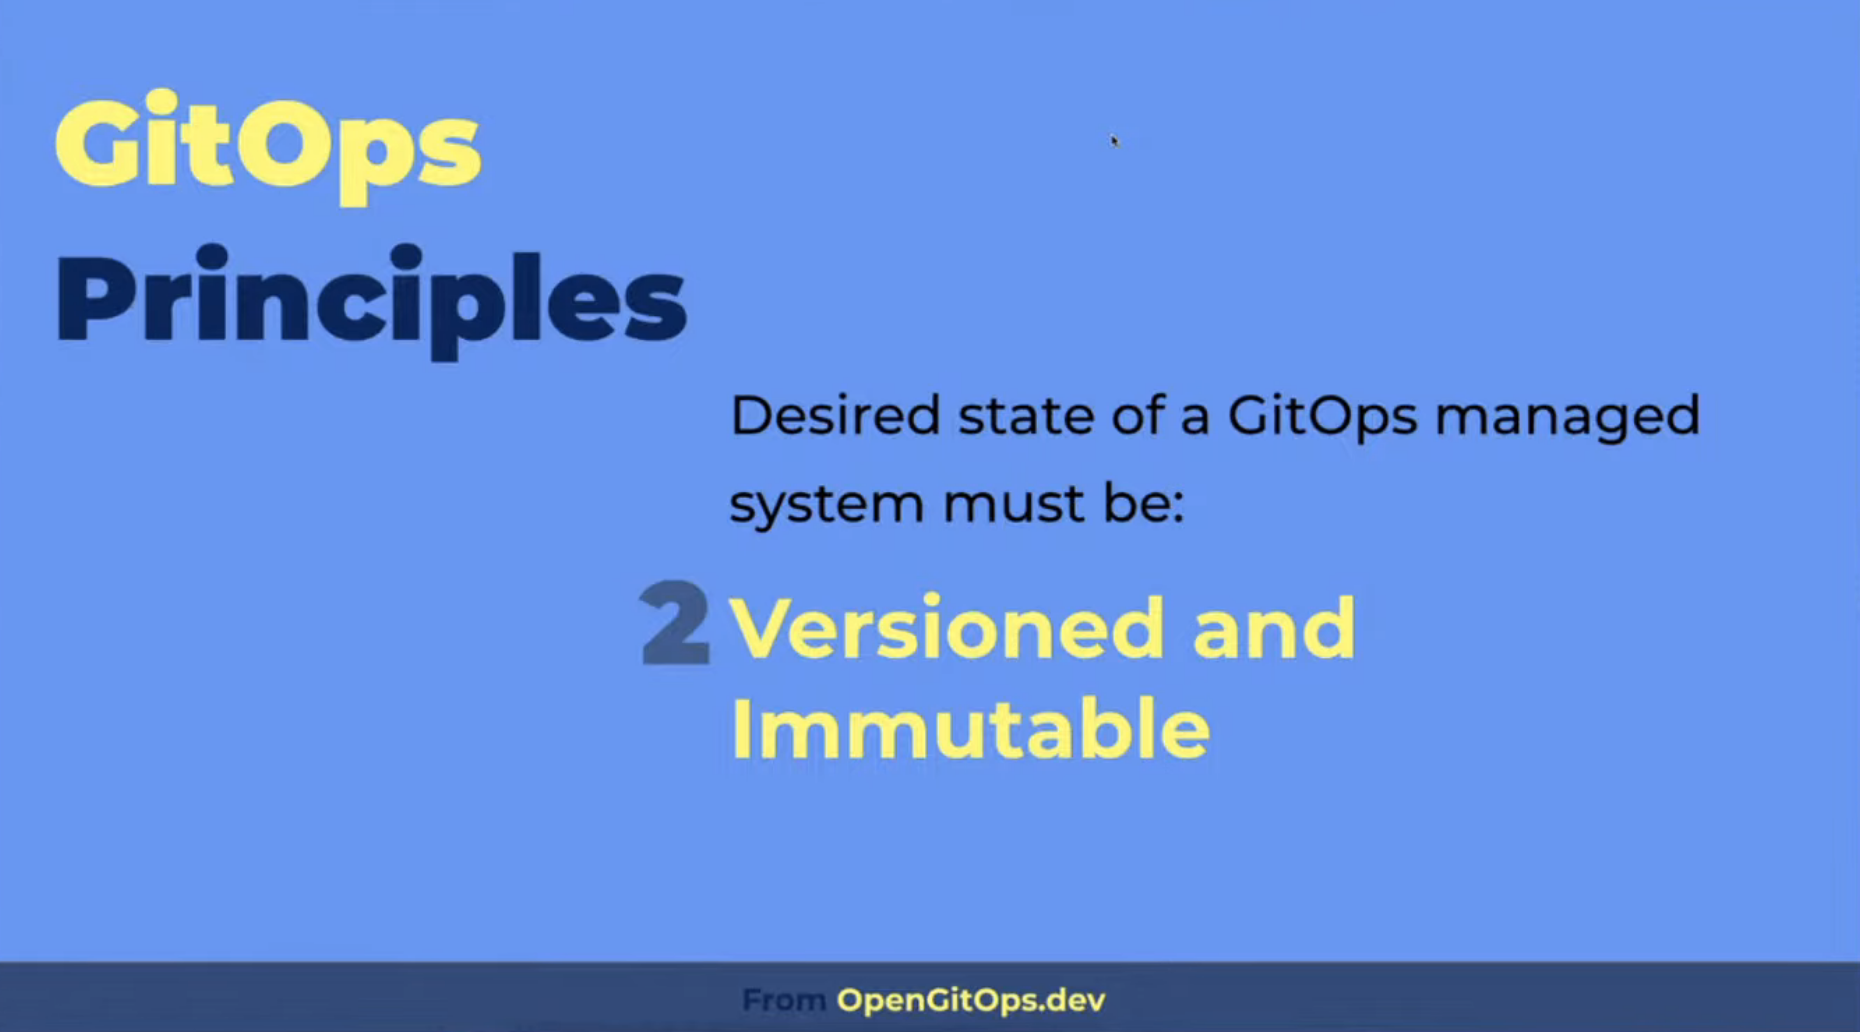 GitOps
Principles
Desired state of a GitOps managed
system must be:
2 Versioned and
Immutable
From OpenGitOps.dev